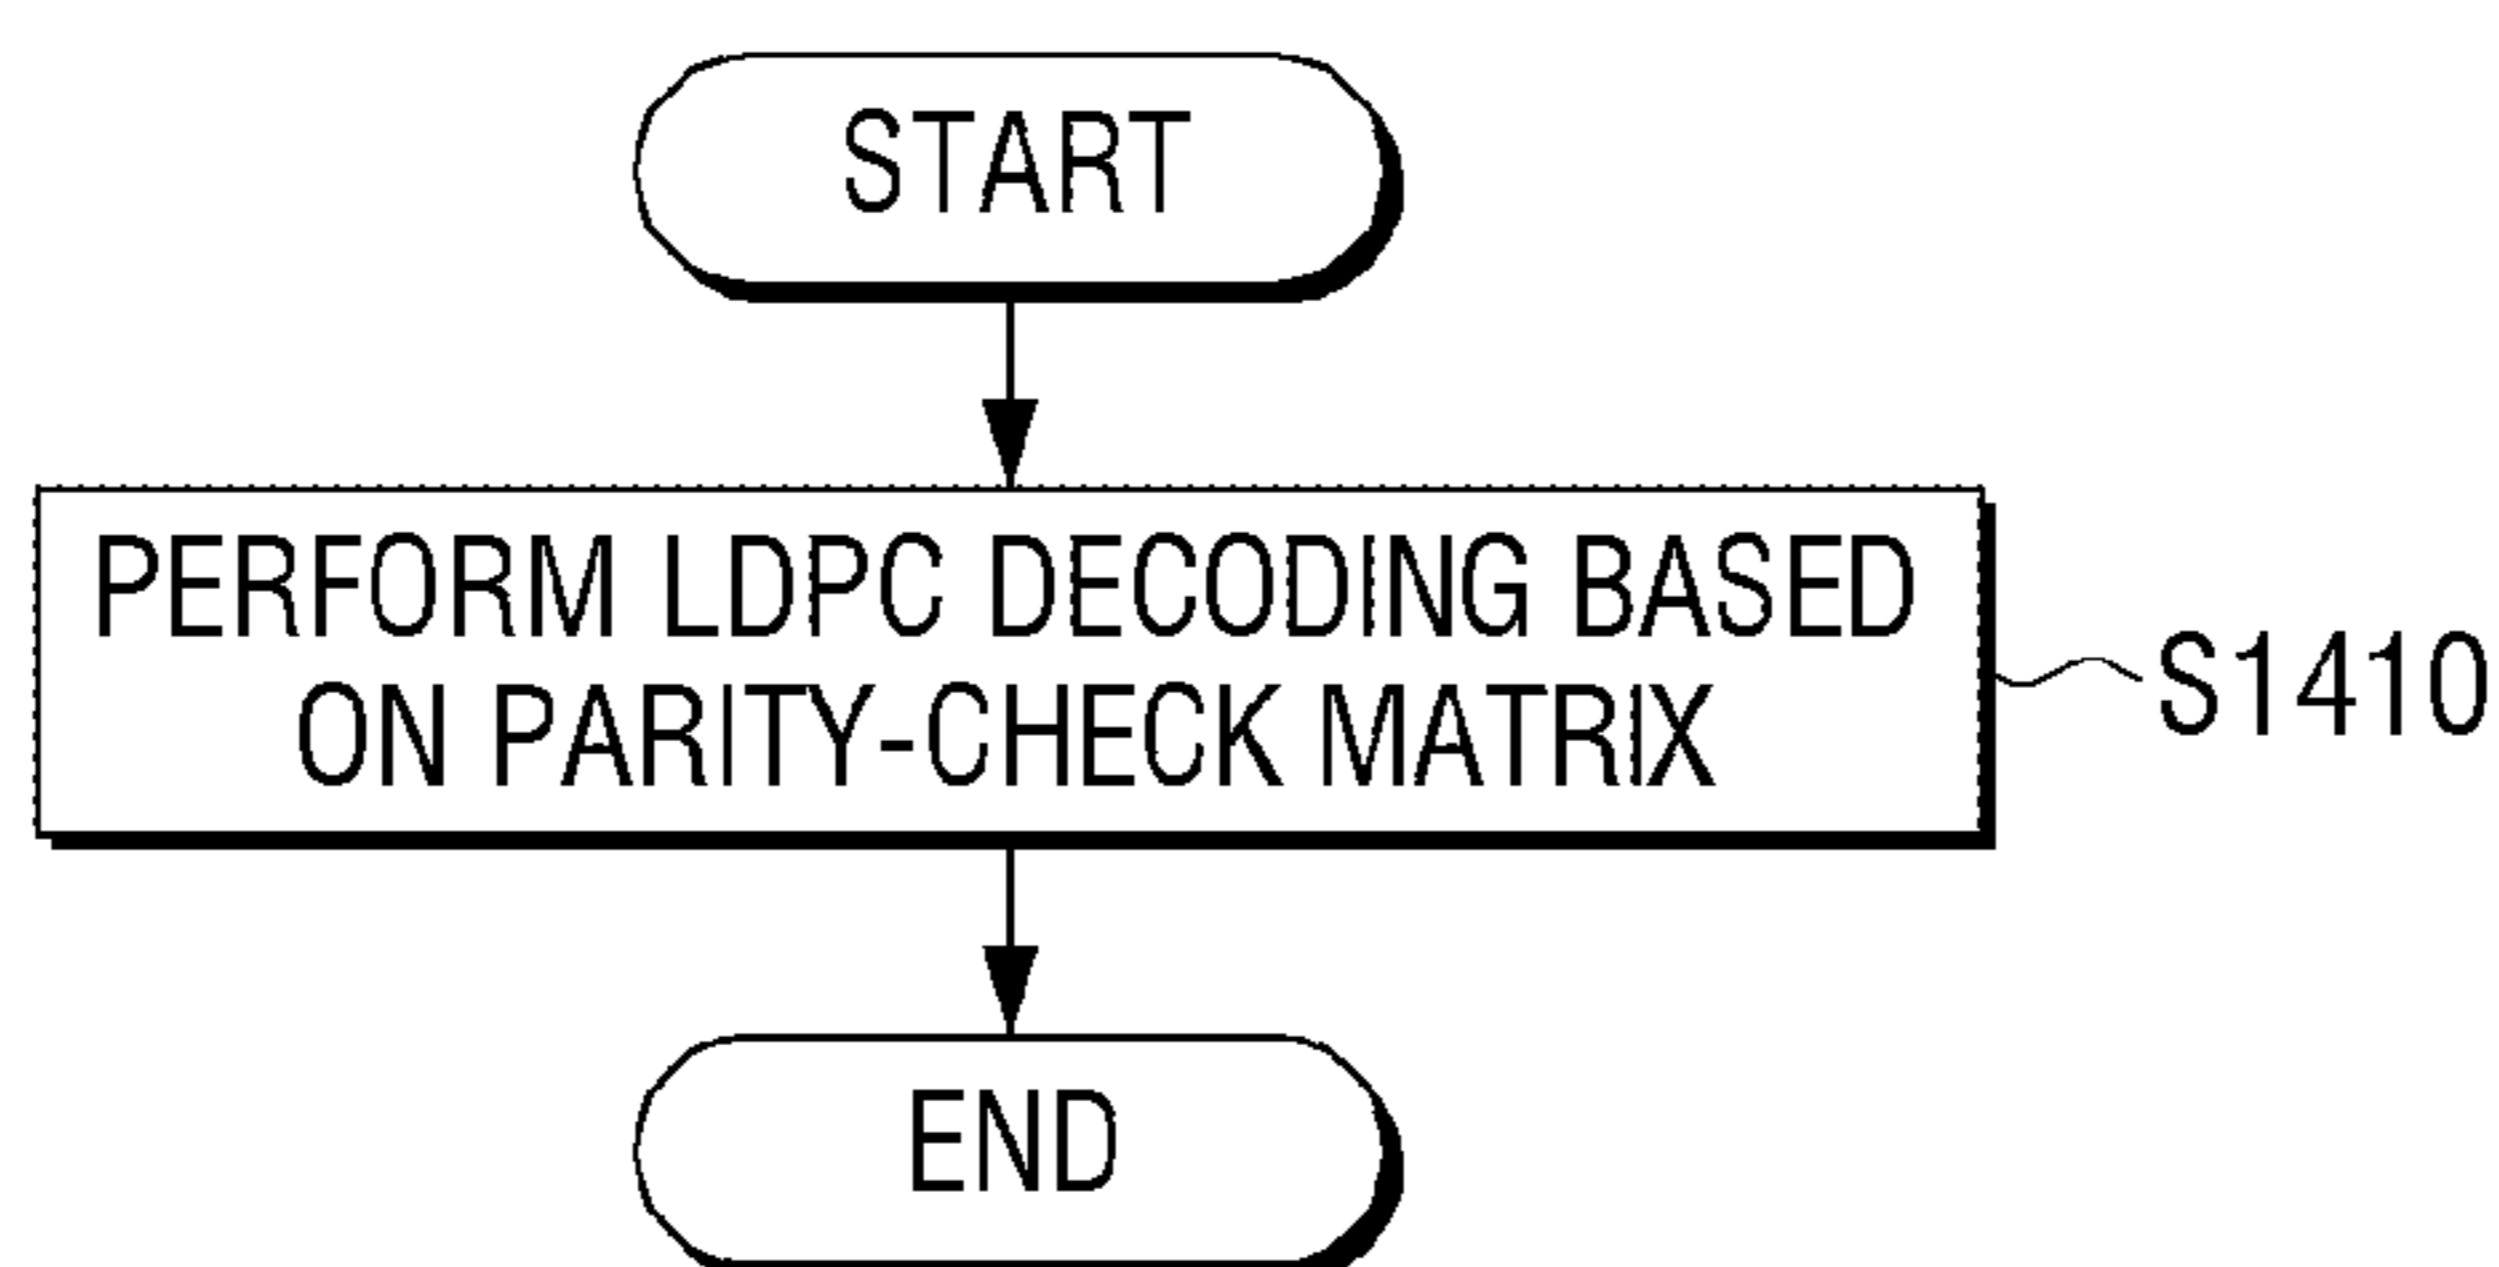 START
PERFORM LDPC DECODING BASED
ON PARITY-CHECK MATRIX
S1410
END